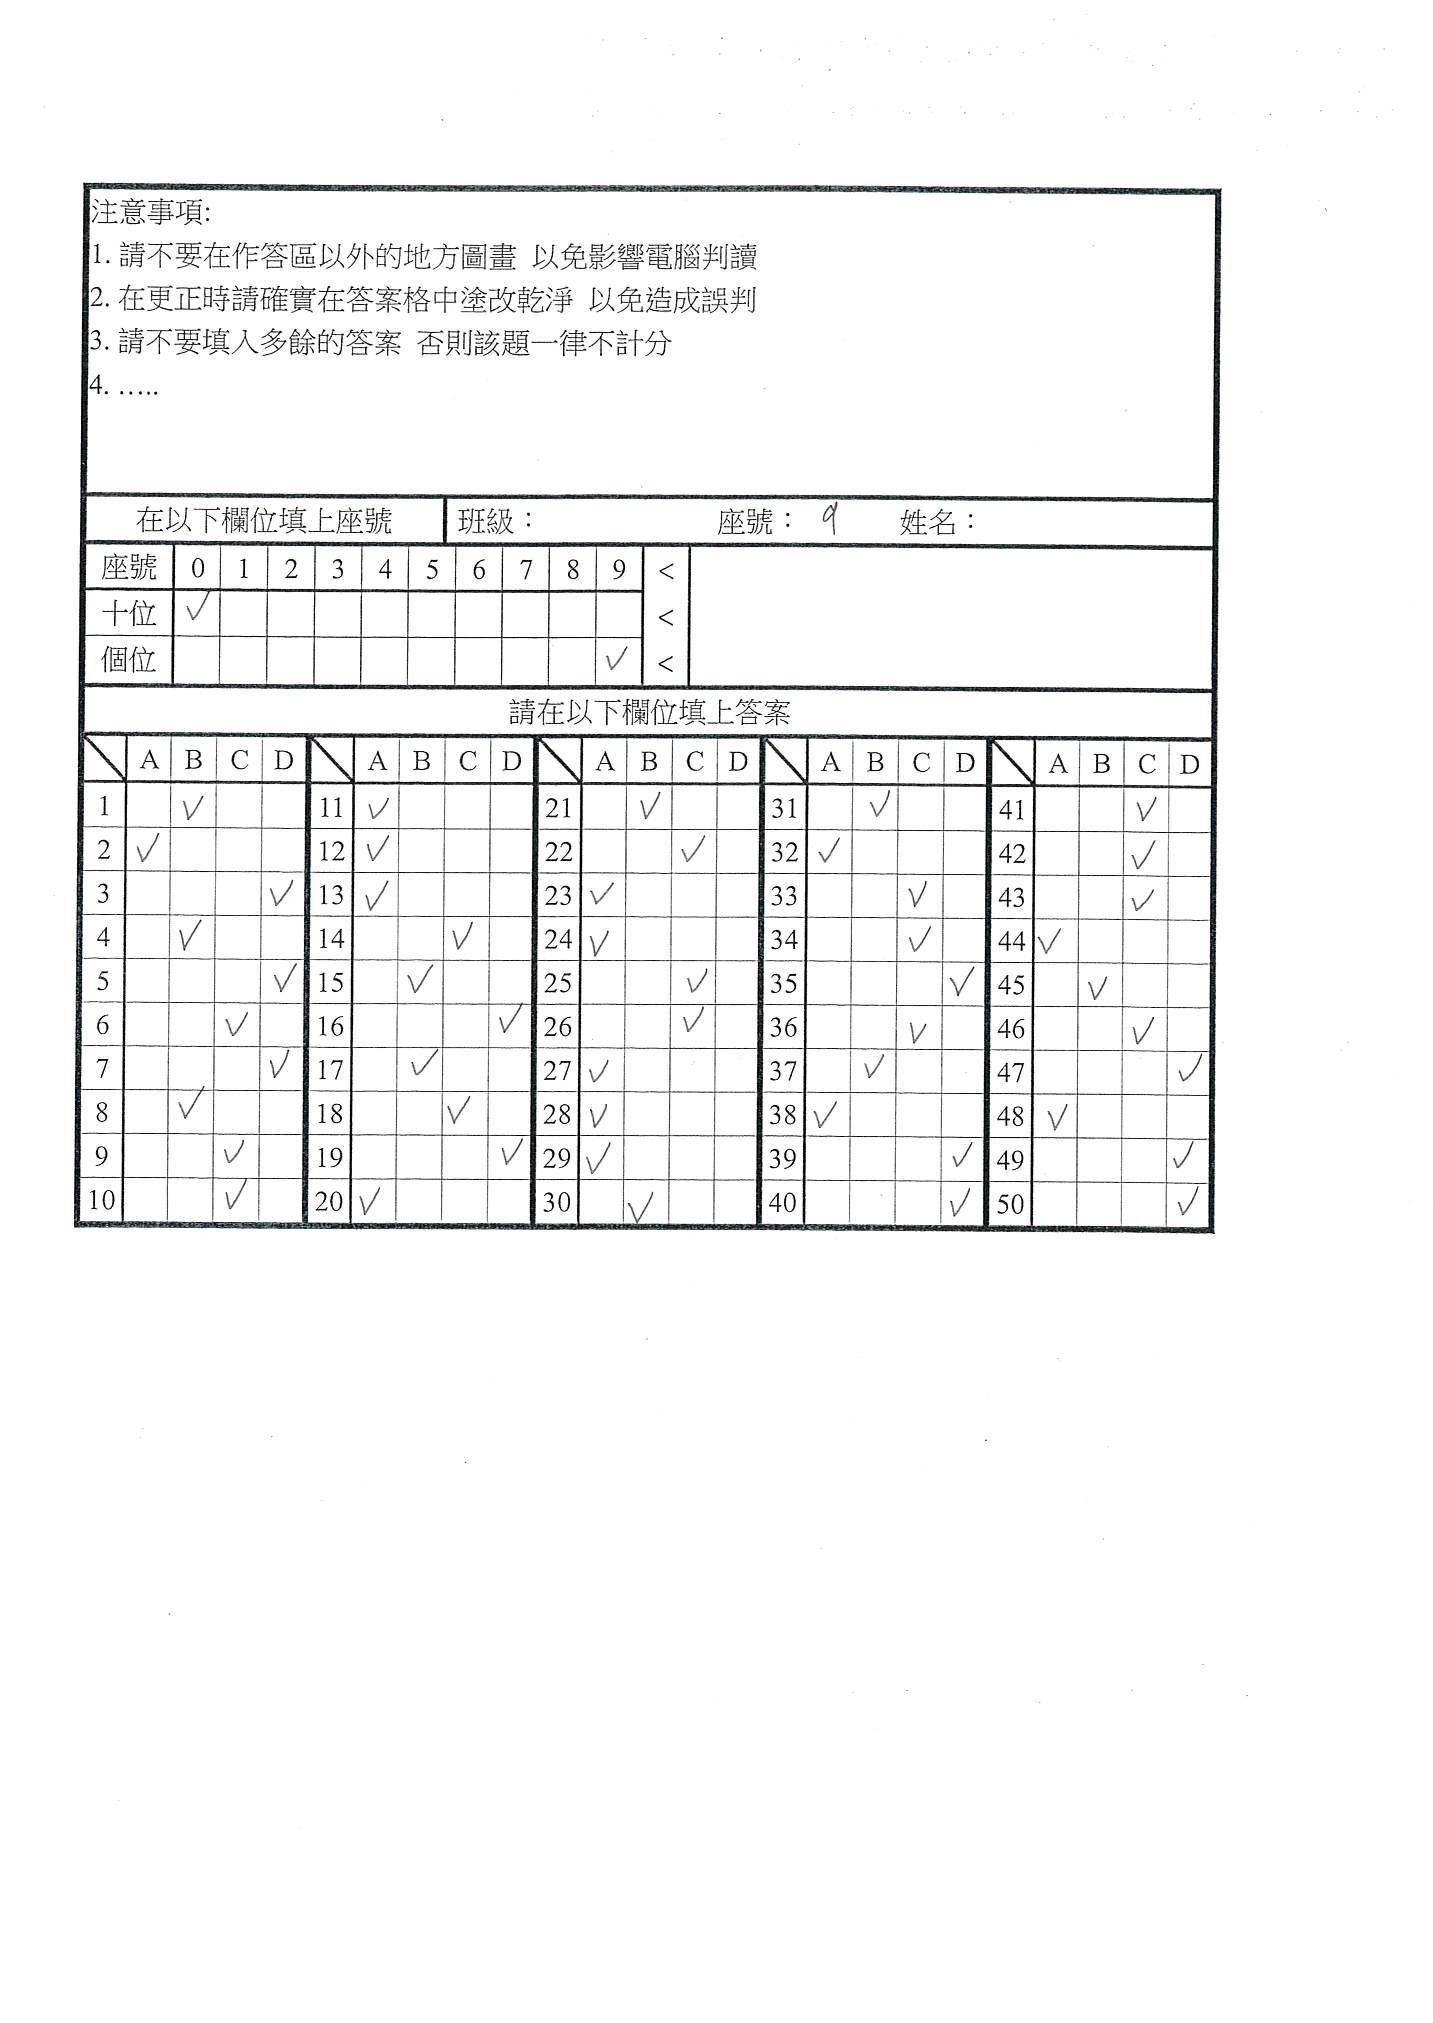 注意事項:
1. 請不要在作答區以外的地方圖畫 以免影響電腦判讀
2. 在更正時請確實在答案格中塗改乾淨 以免造成誤判
3. 請不要填入多餘的答案 否則該題一律不計分
4. …..
在以下欄位填上座號 班級： 座號： 9 姓名：
座號 0 1 2 3 4 5 6 7 8 9 <
十位 ✓ <
個位 ✓ <
請在以下欄位填上答案
A B C D A B C D A B C D A B C D A B C D
1 ✓ 11 ✓ 21 ✓ 31 ✓ 41 ✓
2 ✓ 12 ✓ 22 ✓ 32 ✓ 42 ✓
3 ✓ 13 ✓ 23 ✓ 33 ✓ 43 ✓
4 ✓ 14 ✓ 24 ✓ 34 ✓ 44 ✓
5 ✓ 15 ✓ 25 ✓ 35 ✓ 45 ✓
6 ✓ 16 ✓ 26 ✓ 36 ✓ 46 ✓
7 ✓ 17 ✓ 27 ✓ 37 ✓ 47 ✓
8 ✓ 18 ✓ 28 ✓ 38 ✓ 48 ✓
9 ✓ 19 ✓ 29 ✓ 39 ✓ 49 ✓
10 ✓ 20 ✓ 30 ✓ 40 ✓ 50 ✓